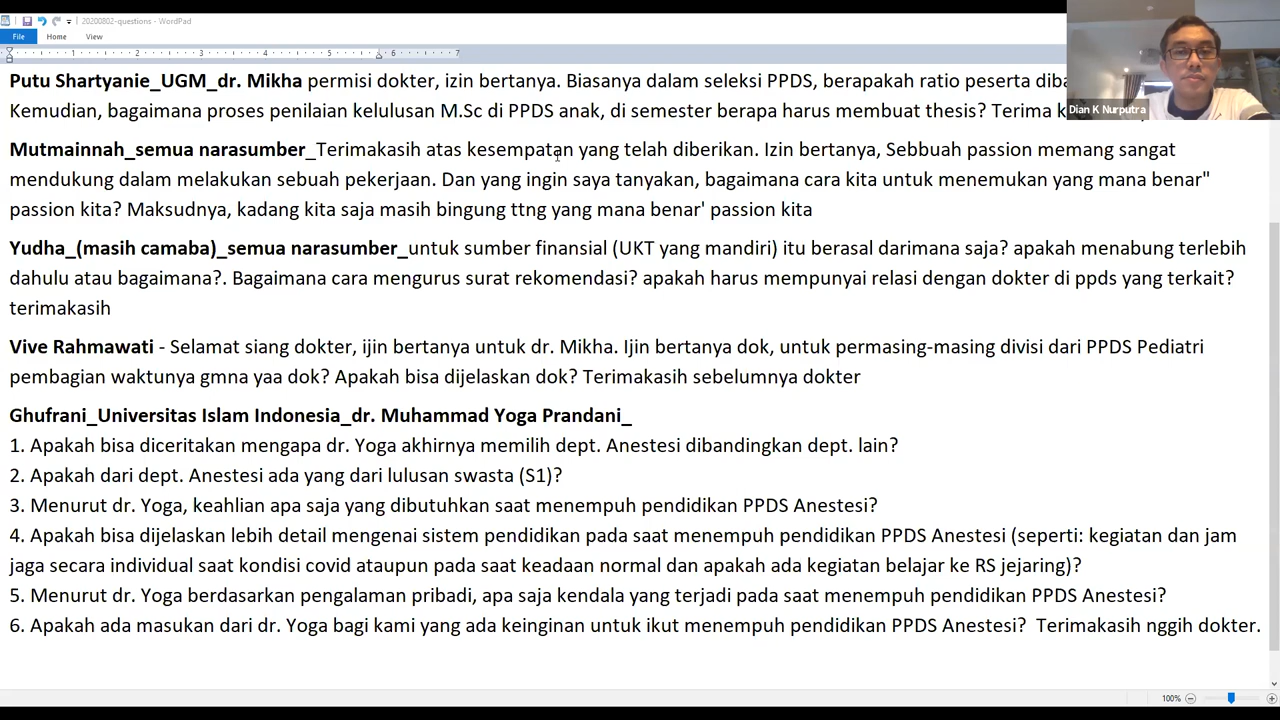 20200802-questions - WordPad
File Home View
1 2 3 4 5 6 7
Putu Shartyanie_UGM_dr. Mikha permisi dokter, izin bertanya. Biasanya dalam seleksi PPDS, berapakah ratio peserta
Kemudian, bagaimana proses penilaian kelulusan M.Sc di PPDS anak, di semester berapa harus membuat thesis? Terima
Dian K Nurputra
Mutmainnah_semua narasumber_Terimakasih atas kesempatan yang telah diberikan. Izin bertanya, Sebbuah passion memang sangat
mendukung dalam melakukan sebuah pekerjaan. Dan yang ingin saya tanyakan, bagaimana cara kita untuk menemukan yang mana benar"
passion kita? Maksudnya, kadang kita saja masih bingung ttng yang mana benar' passion kita
Yudha_(masih camaba)_semua narasumber_untuk sumber finansial (UKT yang mandiri) itu berasal darimana saja? apakah menabung terlebih
dahulu atau bagaimana?. Bagaimana cara mengurus surat rekomendasi? apakah harus mempunyai relasi dengan dokter di ppds yang terkait?
terimakasih
Vive Rahmawati - Selamat siang dokter, ijin bertanya untuk dr. Mikha. Ijin bertanya dok, untuk permasing-masing divisi dari PPDS Pediatri
pembagian waktunya gmna yaa dok? Apakah bisa dijelaskan dok? Terimakasih sebelumnya dokter
Ghufrani_Universitas Islam Indonesia_dr. Muhammad Yoga Prandani_
1. Apakah bisa diceritakan mengapa dr. Yoga akhirnya memilih dept. Anestesi dibandingkan dept. lain?
2. Apakah dari dept. Anestesi ada yang dari lulusan swasta (S1)?
3. Menurut dr. Yoga, keahlian apa saja yang dibutuhkan saat menempuh pendidikan PPDS Anestesi?
4. Apakah bisa dijelaskan lebih detail mengenai sistem pendidikan pada saat menempuh pendidikan PPDS Anestesi (seperti: kegiatan dan jam
jaga secara individual saat kondisi covid ataupun pada saat keadaan normal dan apakah ada kegiatan belajar ke RS jejaring)?
5. Menurut dr. Yoga berdasarkan pengalaman pribadi, apa saja kendala yang terjadi pada saat menempuh pendidikan PPDS Anestesi?
6. Apakah ada masukan dari dr. Yoga bagi kami yang ada keinginan untuk ikut menempuh pendidikan PPDS Anestesi? Terimakasih nggih dokter.
100%